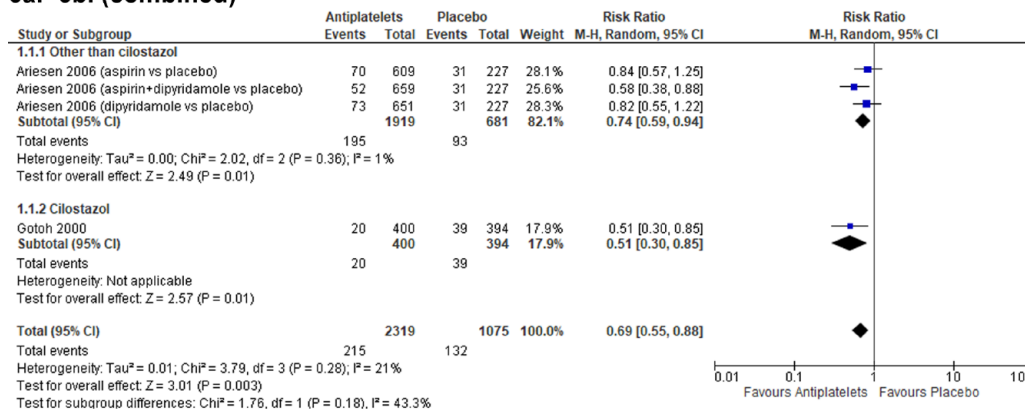 Antiplatelets Placebo Risk Ratio Risk Ratio
Study or Subgroup Events Total Events Total Weight M-H, Random, 95% CI M-H, Random, 95% CI
1.1.1 Other than cilostazol
Ariesen 2006 (aspirin vs placebo) 70 609 31 227 28.1% 0.84 [0.57, 1.25]
Ariesen 2006 (aspirin+dipyridamole vs placebo) 52 659 31 227 25.6% 0.58 [0.38, 0.88]
Ariesen 2006 (dipyridamole vs placebo) 73 651 31 227 28.3% 0.82 [0.55, 1.22]
Subtotal (95% CI) 1919 681 82.1% 0.74 [0.59, 0.94]
Total events 195 93
Heterogeneity: Tau² = 0.00; Chi² = 2.02, df = 2 (P = 0.36); I² = 1%
Test for overall effect: Z = 2.49 (P = 0.01)
1.1.2 Cilostazol
Gotoh 2000 20 400 39 394 17.9% 0.51 [0.30, 0.85]
Subtotal (95% CI) 400 394 17.9% 0.51 [0.30, 0.85]
Total events 20 39
Heterogeneity: Not applicable
Test for overall effect: Z = 2.57 (P = 0.01)
Total (95% CI) 2319 1075 100.0% 0.69 [0.55, 0.88]
Total events 215 132
Heterogeneity: Tau² = 0.01; Chi² = 3.79, df = 3 (P = 0.28); I² = 21%
Test for overall effect: Z = 3.01 (P = 0.003)
Test for subgroup differences: Chi² = 1.76, df = 1 (P = 0.18), I² = 43.3%
0.01 0.1 1 10
Favours Antiplatelets Favours Placebo